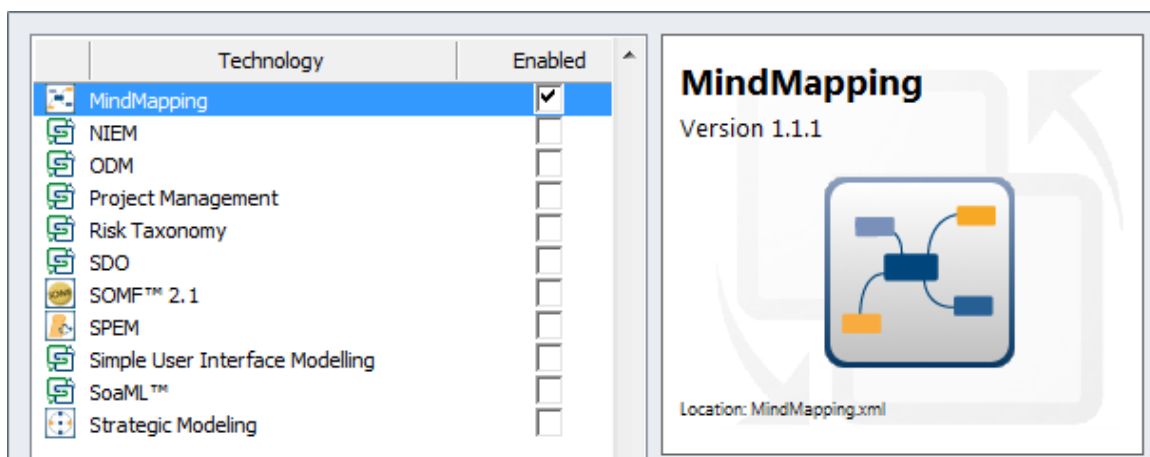 Technology Enabled
MindMapping
NIEM
ODM
Project Management
Risk Taxonomy
SDO
SOMF™ 2.1
SPEM
Simple User Interface Modelling
SoaML™
Strategic Modeling
MindMapping
Version 1.1.1
Location: MindMapping.xml